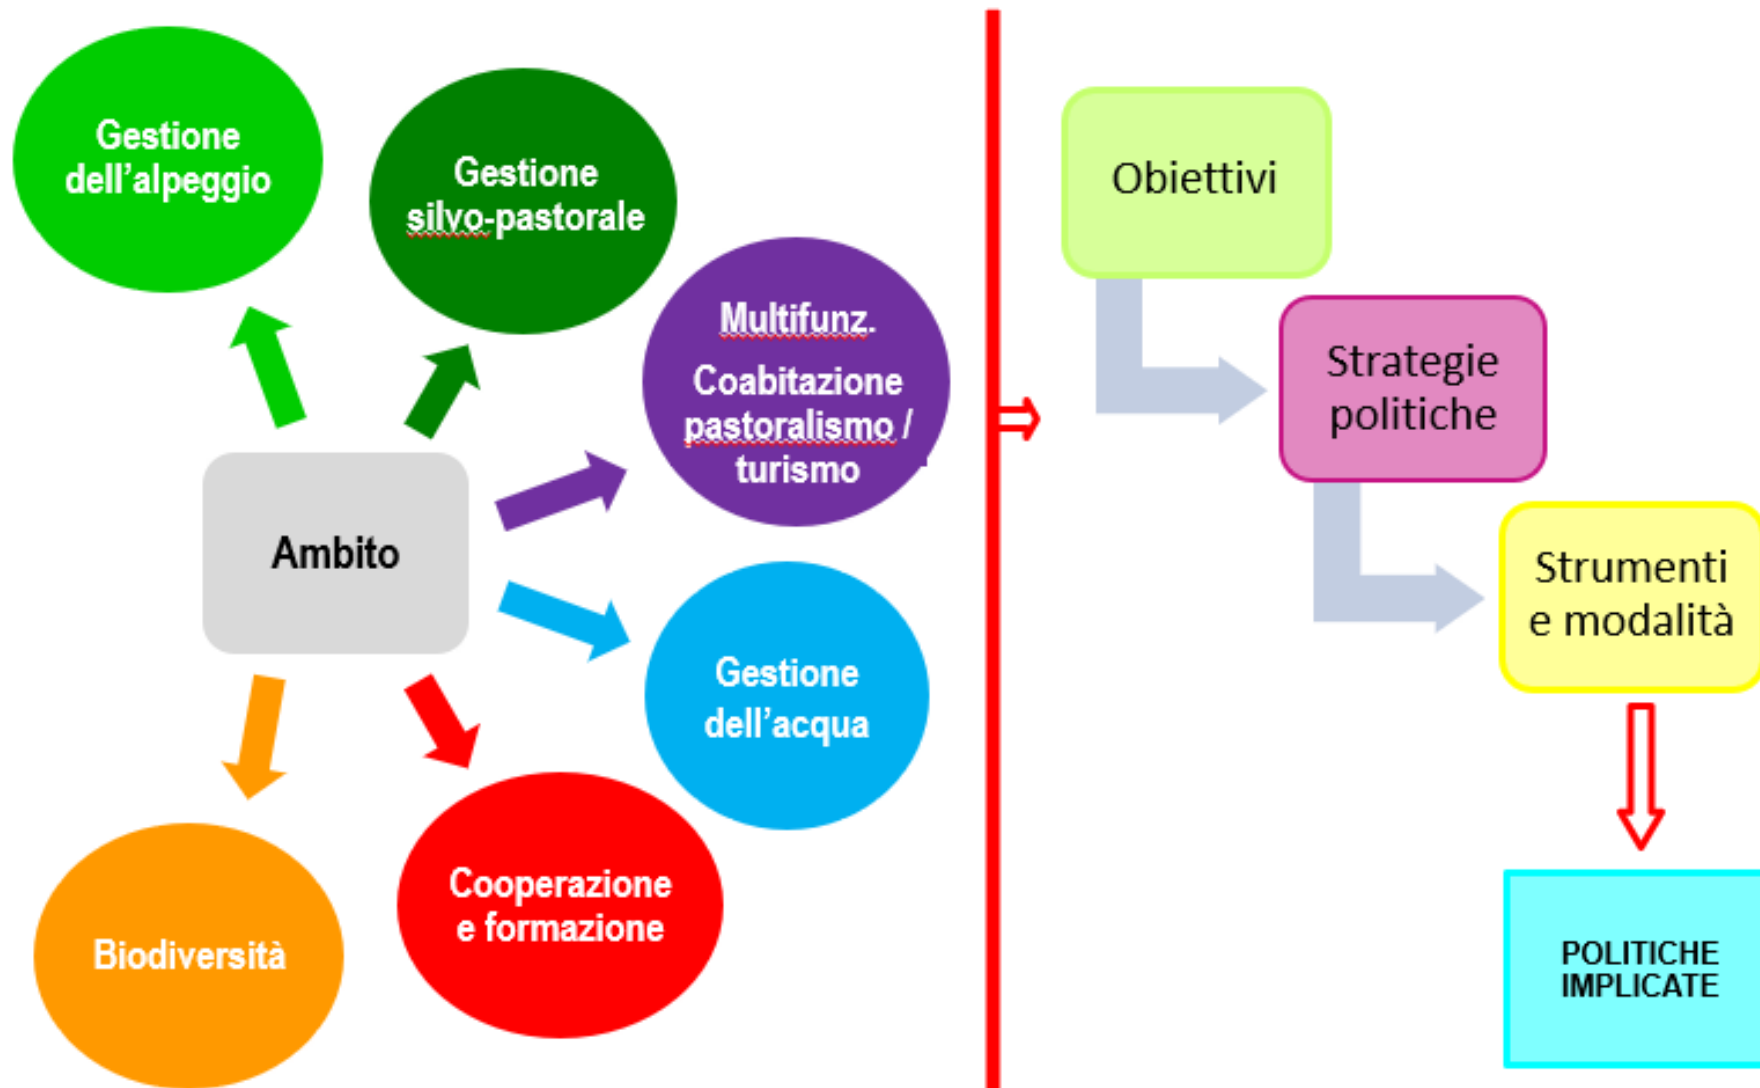 Gestione
dell'alpeggio
Gestione
silvo-pastorale
Multifunz.
Coabitazione
pastoralismo /
turismo
Ambito
Gestione
dell'acqua
Cooperazione
e formazione
Biodiversità
Obiettivi
Strategie
politiche
Strumenti
e modalità
POLITICHE
IMPLICATE